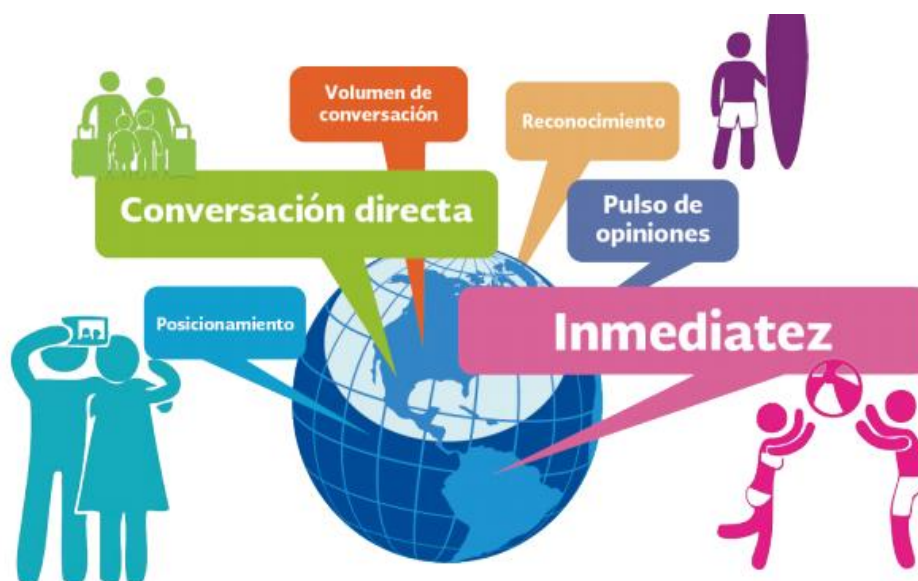 Volumen de
conversación
Reconocimiento
Conversación directa
Pulso de
opiniones
Posicionamiento
Inmediatez